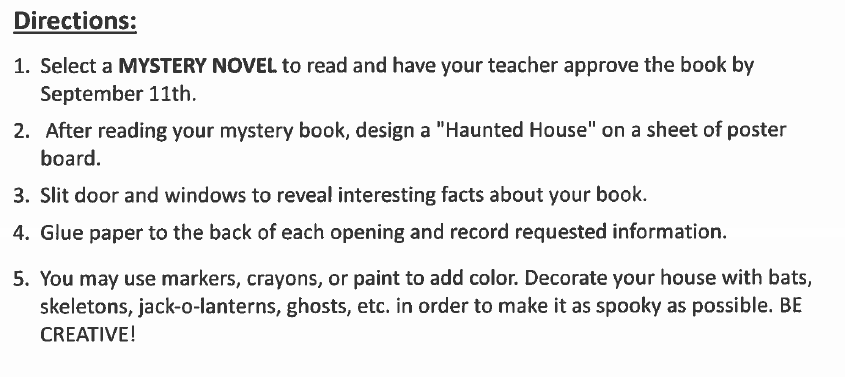 Directions:
1. Select a MYSTERY NOVEL to read and have your teacher approve the book by
September 11th.
2. After reading your mystery book, design a "Haunted House" on a sheet of poster
board.
3. Slit door and windows to reveal interesting facts about your book.
4. Glue paper to the back of each opening and record requested information.
5. You may use markers, crayons, or paint to add color. Decorate your house with bats,
skeletons, jack-o-lanterns, ghosts, etc. in order to make it as spooky as possible. BE
CREATIVE!